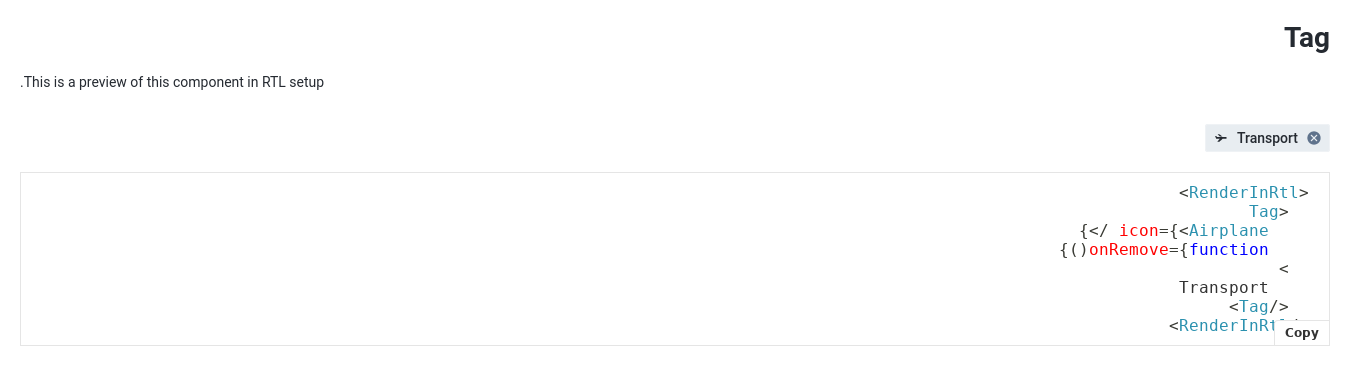 Tag
.This is a preview of this component in RTL setup
Transport
<RenderInRtl>
Tag>
{</ icon={<Airplane
{()onRemove={function
<
Transport
<Tag/>
<RenderInRt
Copy